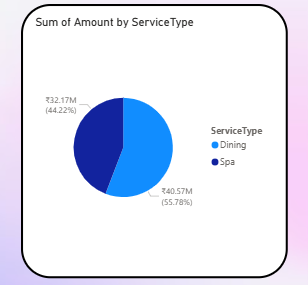 Sum of Amount by ServiceType
₹32.17M
(44.22%)
ServiceType
Dining
Spa
₹40.57M
(55.78%)